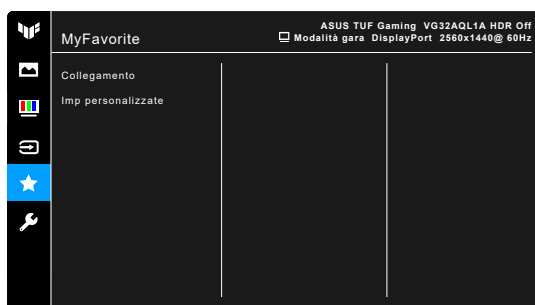 MyFavorite
ASUS TUF Gaming VG32AQL1A HDR Off
Modalità gara DisplayPort 2560x1440@ 60Hz
Collegamento
Imp personalizzate